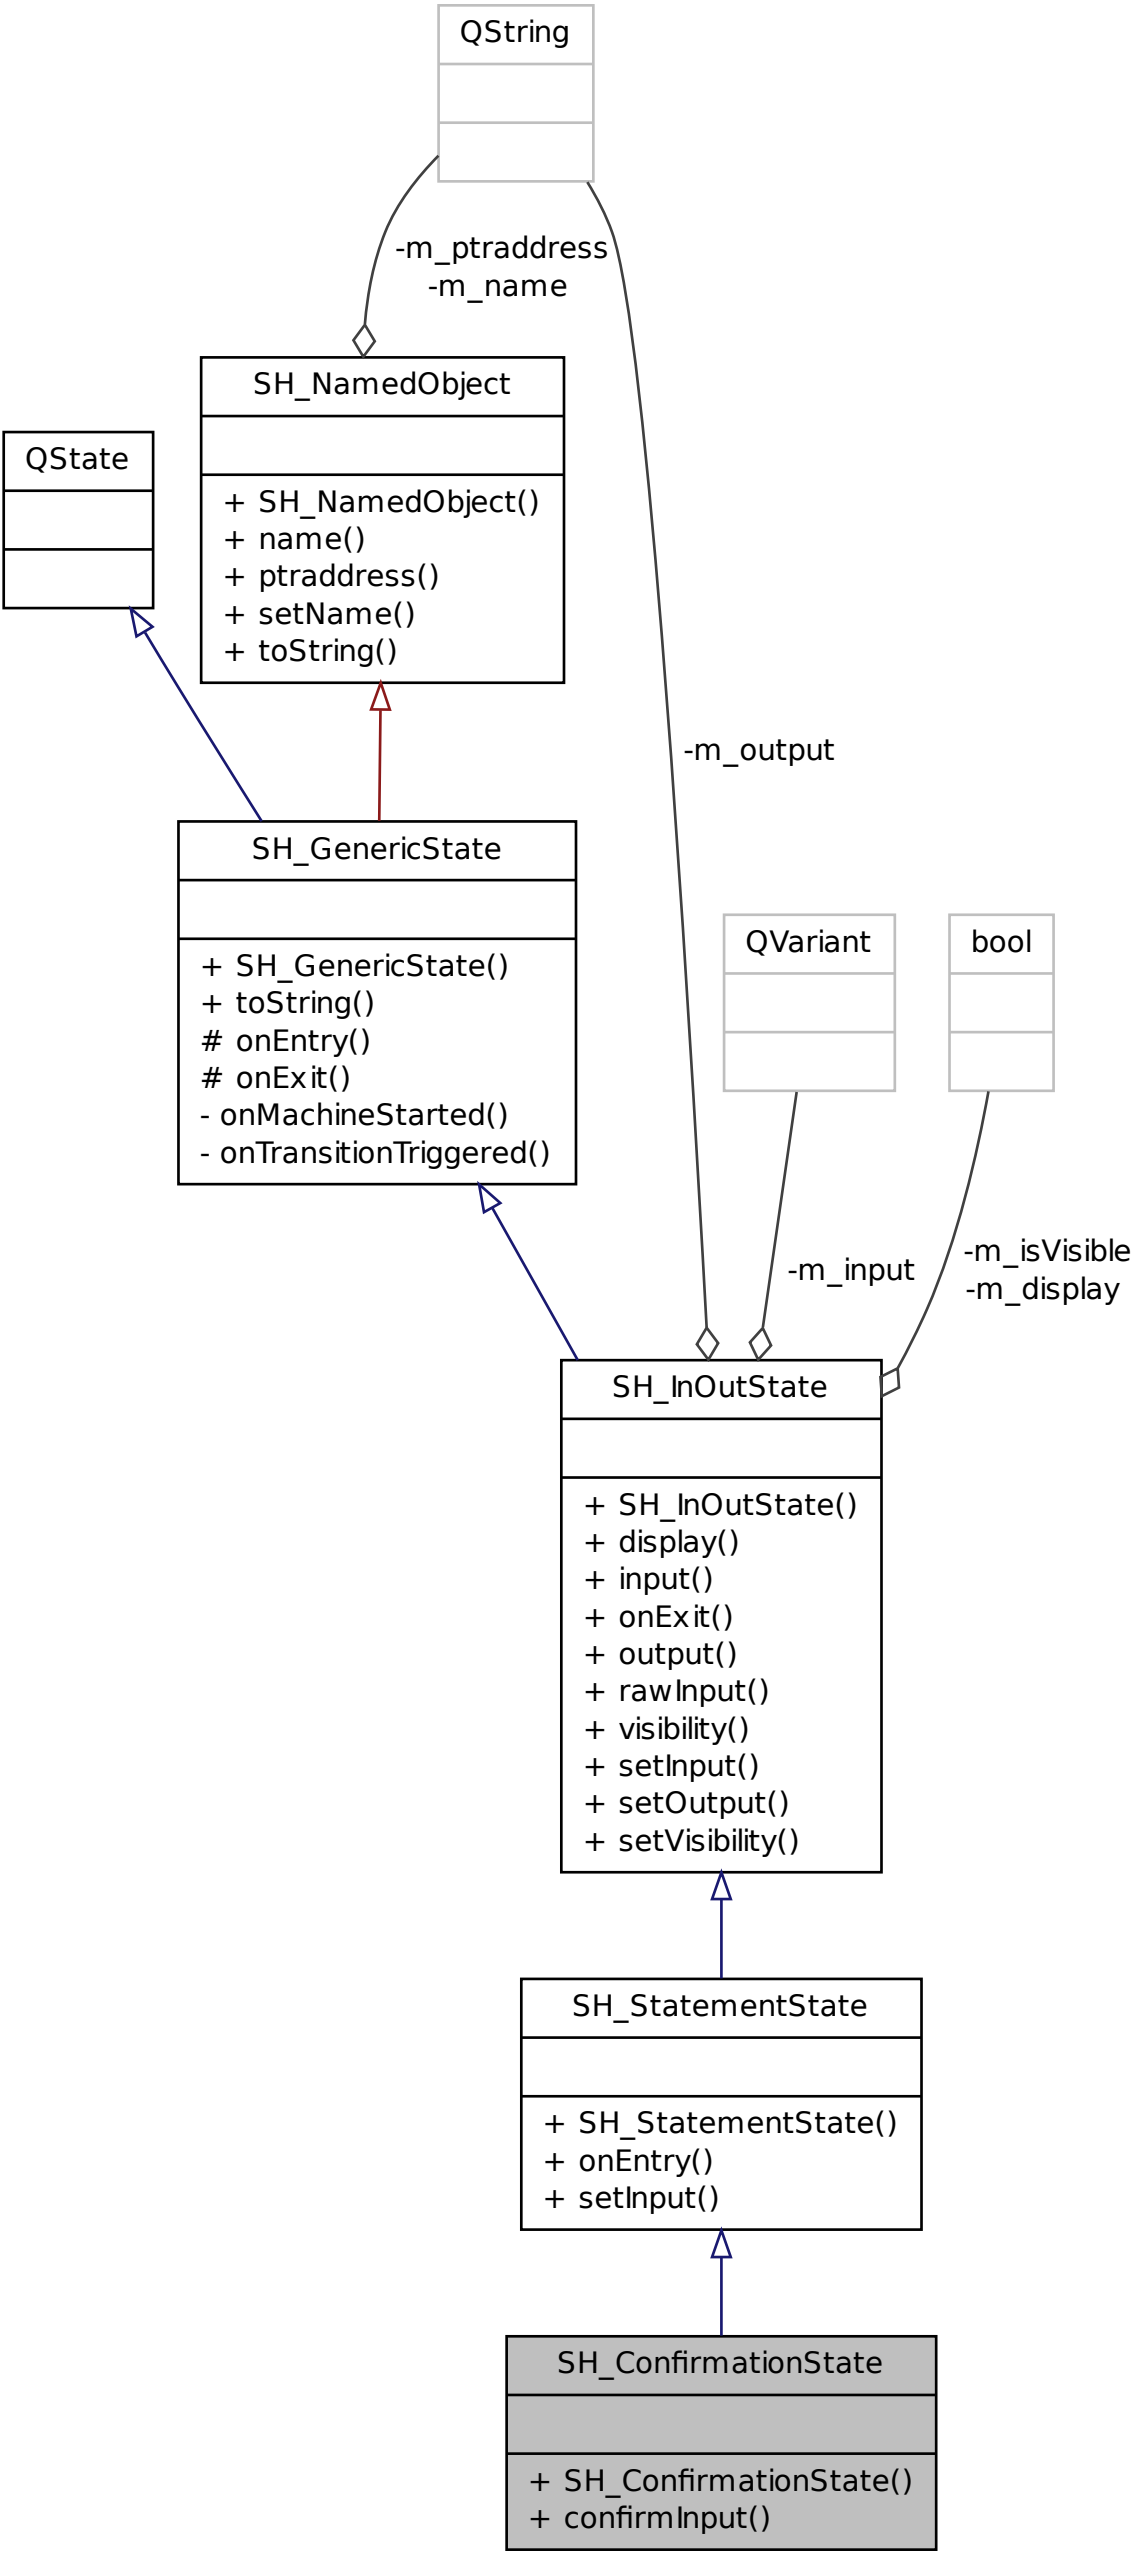 QString
-m_ptraddress
-m_name
SH_NamedObject
+ SH_NamedObject()
+ name()
+ ptraddress()
+ setName()
+ toString()
QState
-m_output
SH_GenericState
+ SH_GenericState()
+ toString()
# onEntry()
# onExit()
- onMachineStarted()
- onTransitionTriggered()
QVariant
bool
-m_input
-m_isVisible
-m_display
SH_InOutState
+ SH_InOutState()
+ display()
+ input()
+ onExit()
+ output()
+ rawInput()
+ visibility()
+ setInput()
+ setOutput()
+ setVisibility()
SH_StatementState
+ SH_StatementState()
+ onEntry()
+ setInput()
SH_ConfirmationState
+ SH_ConfirmationState()
+ confirmInput()